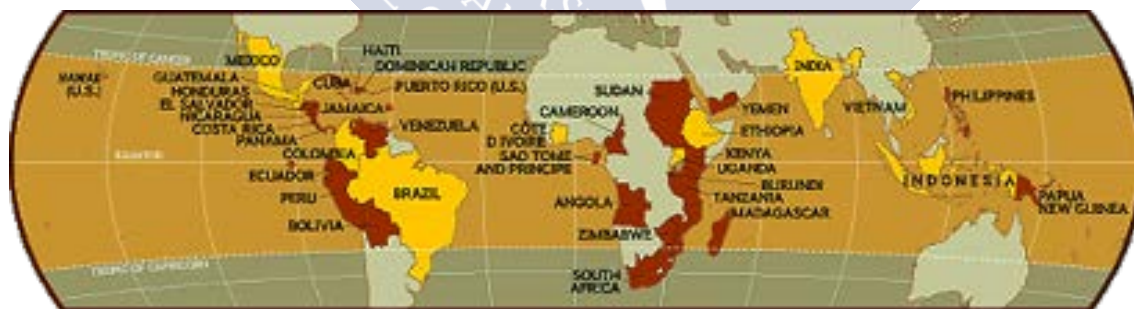 TROPIC OF CANCER
MEXICO
HAITI
DOMINICAN REPUBLIC
HAWAII
(U.S.)
GUATEMALA
CUBA
PUERTO RICO (U.S.)
HONDURAS
EL SALVADOR
JAMAICA
NICARAGUA
COSTA RICA
VENEZUELA
PANAMA
COLOMBIA
EQUATOR
ECUADOR
PERU
BRAZIL
BOLIVIA
TROPIC OF CAPRICORN
SUDAN
CAMEROON
YEMEN
CÔTE
D IVOIRE
ETHIOPIA
SAO TOME
AND PRINCIPE
KENYA
UGANDA
BURUNDI
TANZANIA
ANGOLA
MADAGASCAR
ZIMBABWE
SOUTH
AFRICA
INDIA
VIETNAM
PHILIPPINES
INDONESIA
PAPUA
NEW GUINEA